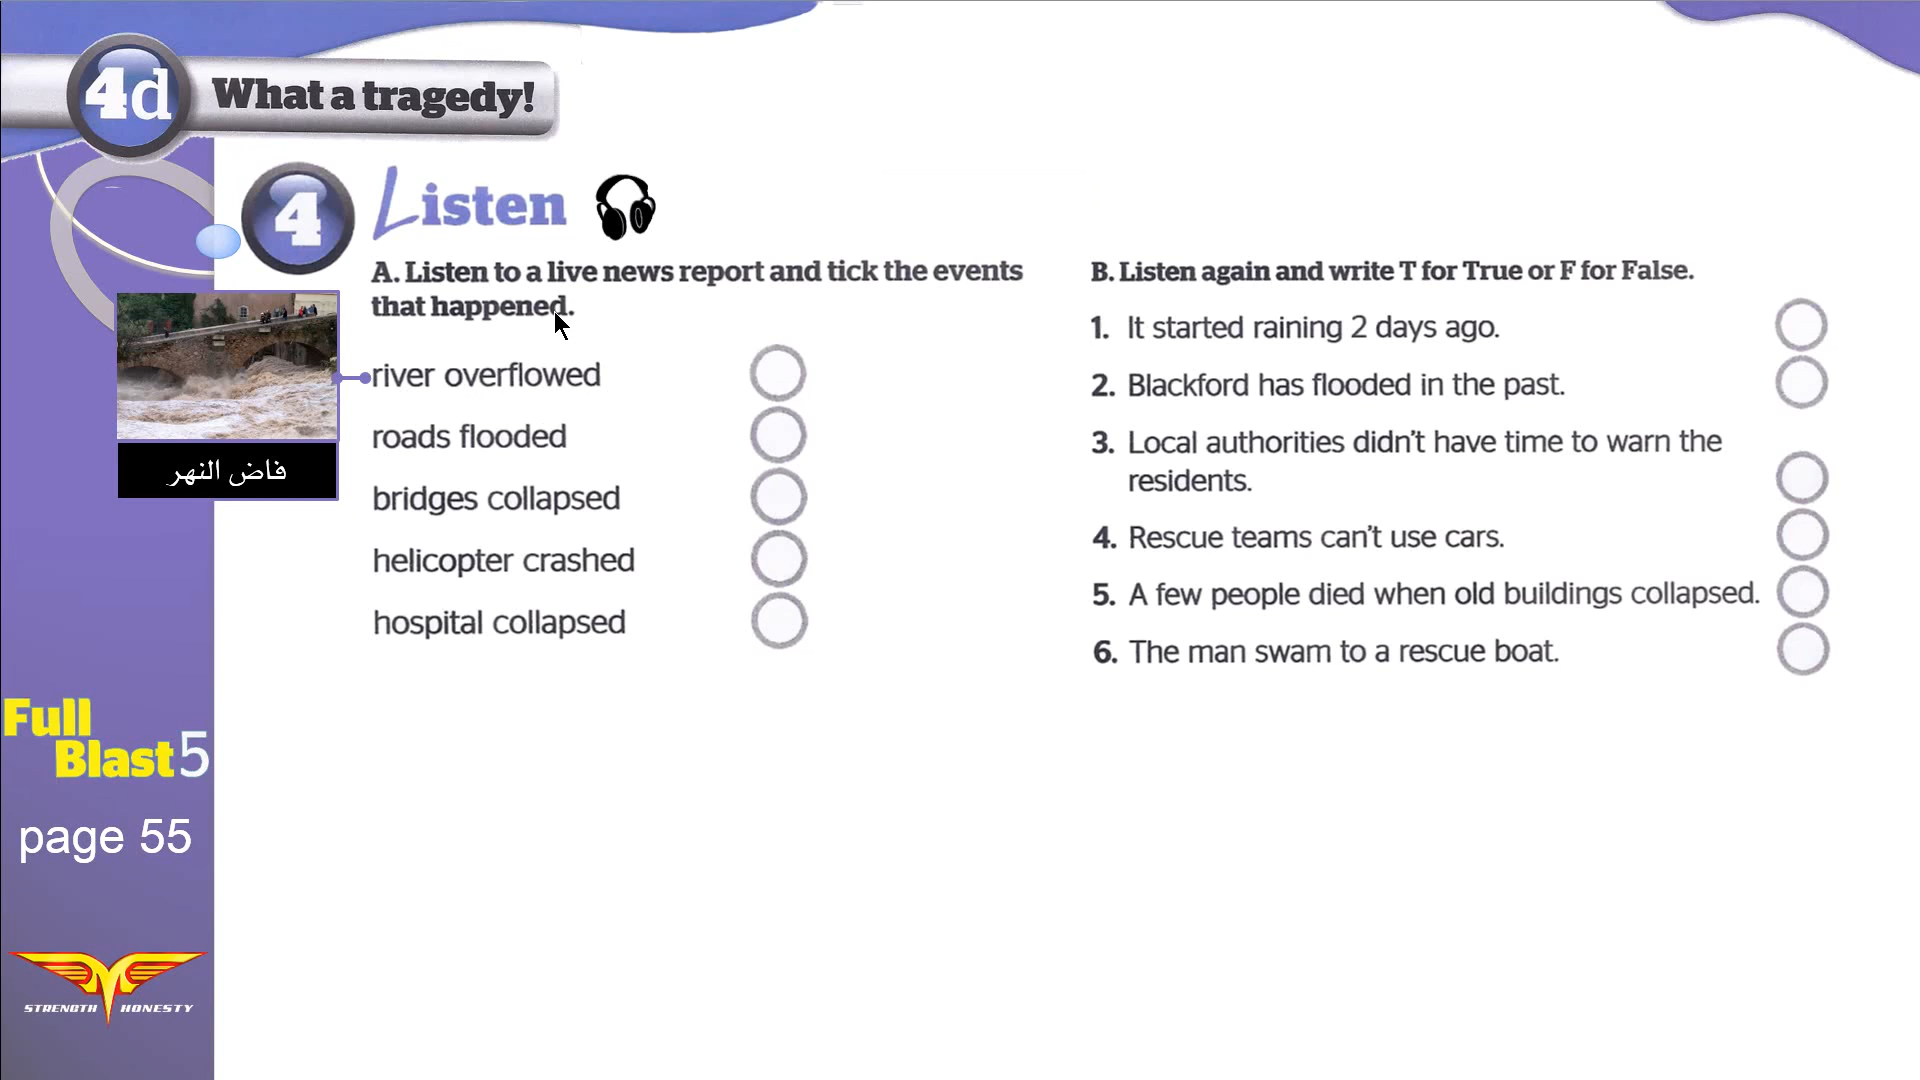 4d What a tragedy!
4 Listen
A. Listen to a live news report and tick the events
that happened.
river overflowed
roads flooded
bridges collapsed
helicopter crashed
hospital collapsed
فاض النهر
B. Listen again and write T for True or F for False.
1. It started raining 2 days ago.
2. Blackford has flooded in the past.
3. Local authorities didn't have time to warn the
residents.
4. Rescue teams can't use cars.
5. A few people died when old buildings collapsed.
6. The man swam to a rescue boat.
Full
Blast 5
page 55
STRENGTH HONESTY